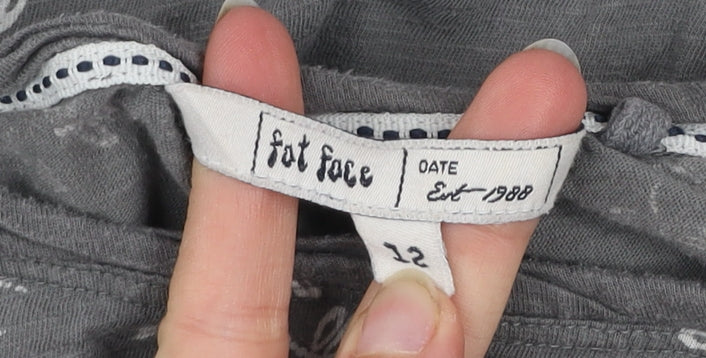 fat face
DATE
Est 1988
12